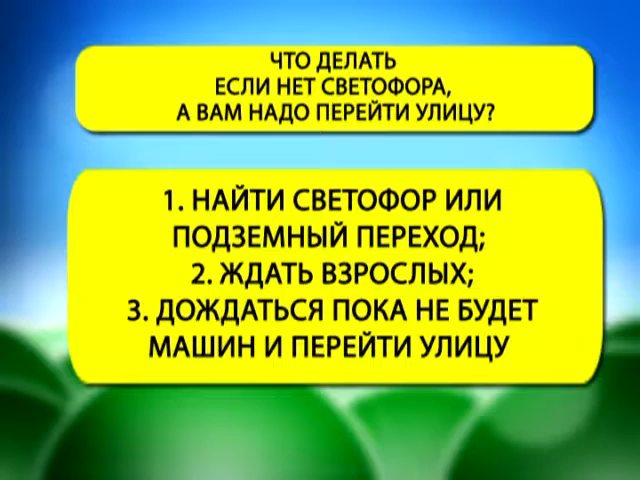 ЧТО ДЕЛАТЬ
ЕСЛИ НЕТ СВЕТОФОРА,
А ВАМ НАДО ПЕРЕЙТИ УЛИЦУ?
1. НАЙТИ СВЕТОФОР ИЛИ
ПОДЗЕМНЫЙ ПЕРЕХОД;
2. ЖДАТЬ ВЗРОСЛЫХ;
3. ДОЖДАТЬСЯ ПОКА НЕ БУДЕТ
МАШИН И ПЕРЕЙТИ УЛИЦУ